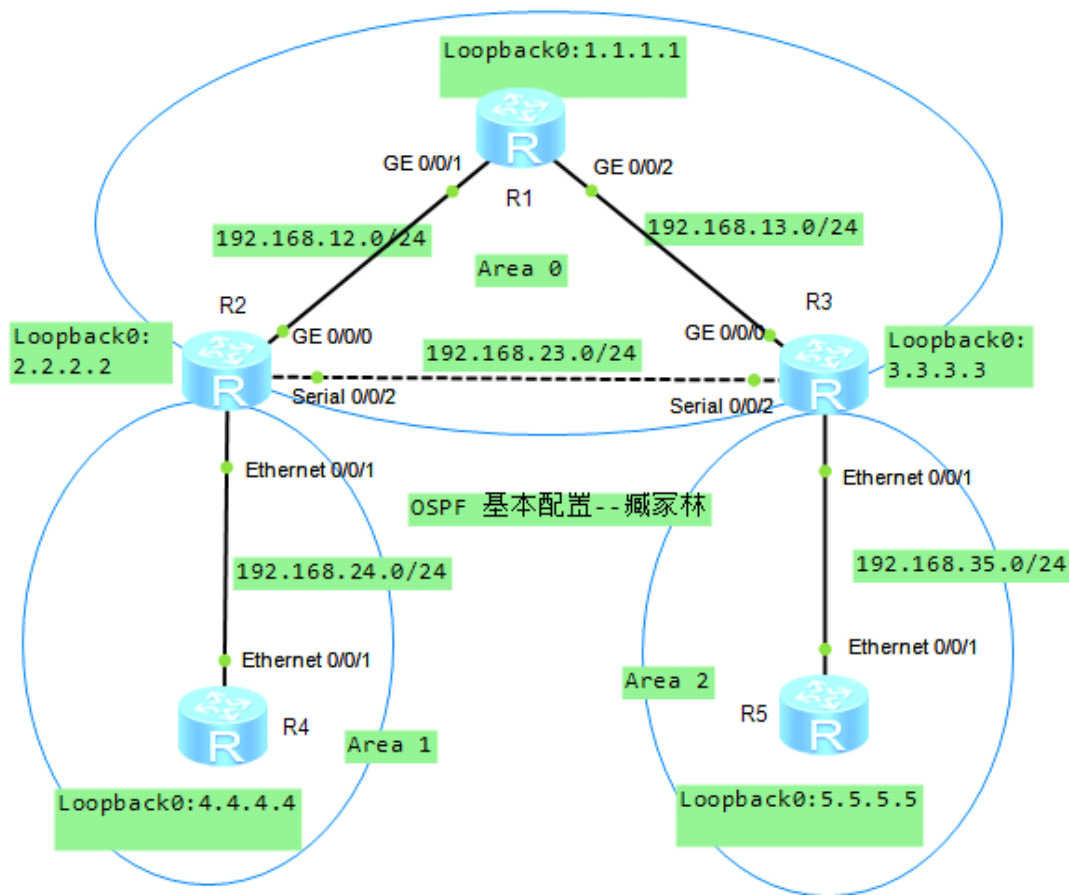 Loopback0:1.1.1.1
GE 0/0/1
GE 0/0/2
R
R1
192.168.12.0/24
192.168.13.0/24
Area 0
R2
R3
Loopback0:
2.2.2.2
R
GE 0/0/0
GE 0/0/0
R
Loopback0:
3.3.3.3
192.168.23.0/24
Serial 0/0/2
Serial 0/0/2
Ethernet 0/0/1
Ethernet 0/0/1
OSPF 基本配置--臧冢林
192.168.24.0/24
192.168.35.0/24
Ethernet 0/0/1
Ethernet 0/0/1
Area 2
R
R4
R5
R
Area 1
Loopback0:4.4.4.4
Loopback0:5.5.5.5